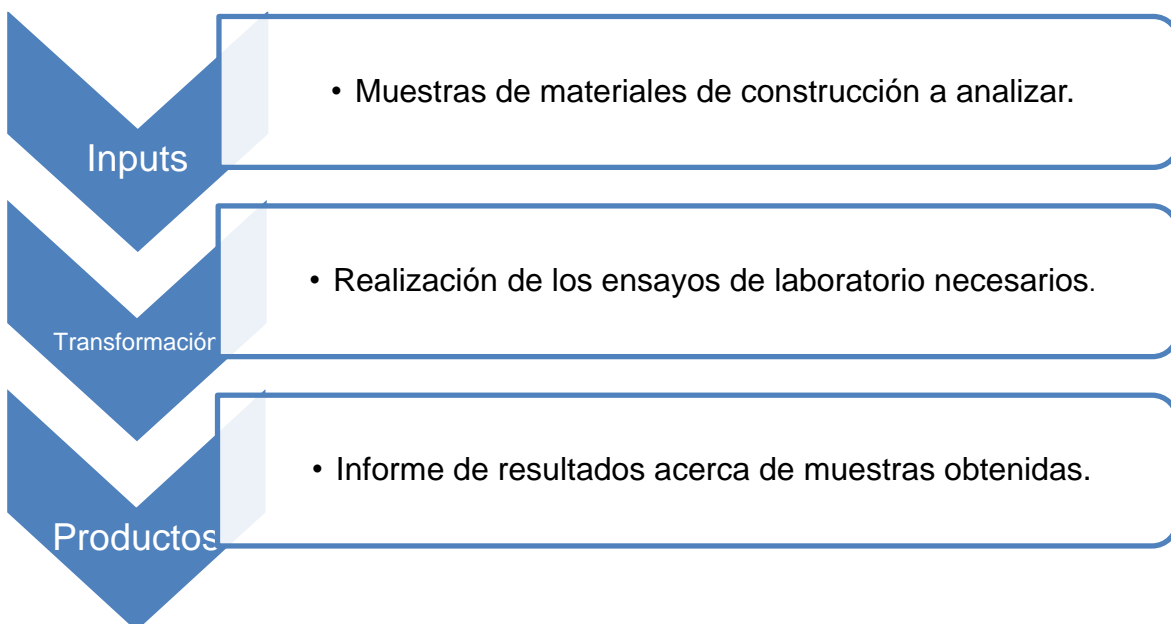 Inputs
• Muestras de materiales de construcción a analizar.
Transformación
• Realización de los ensayos de laboratorio necesarios.
Productos
• Informe de resultados acerca de muestras obtenidas.